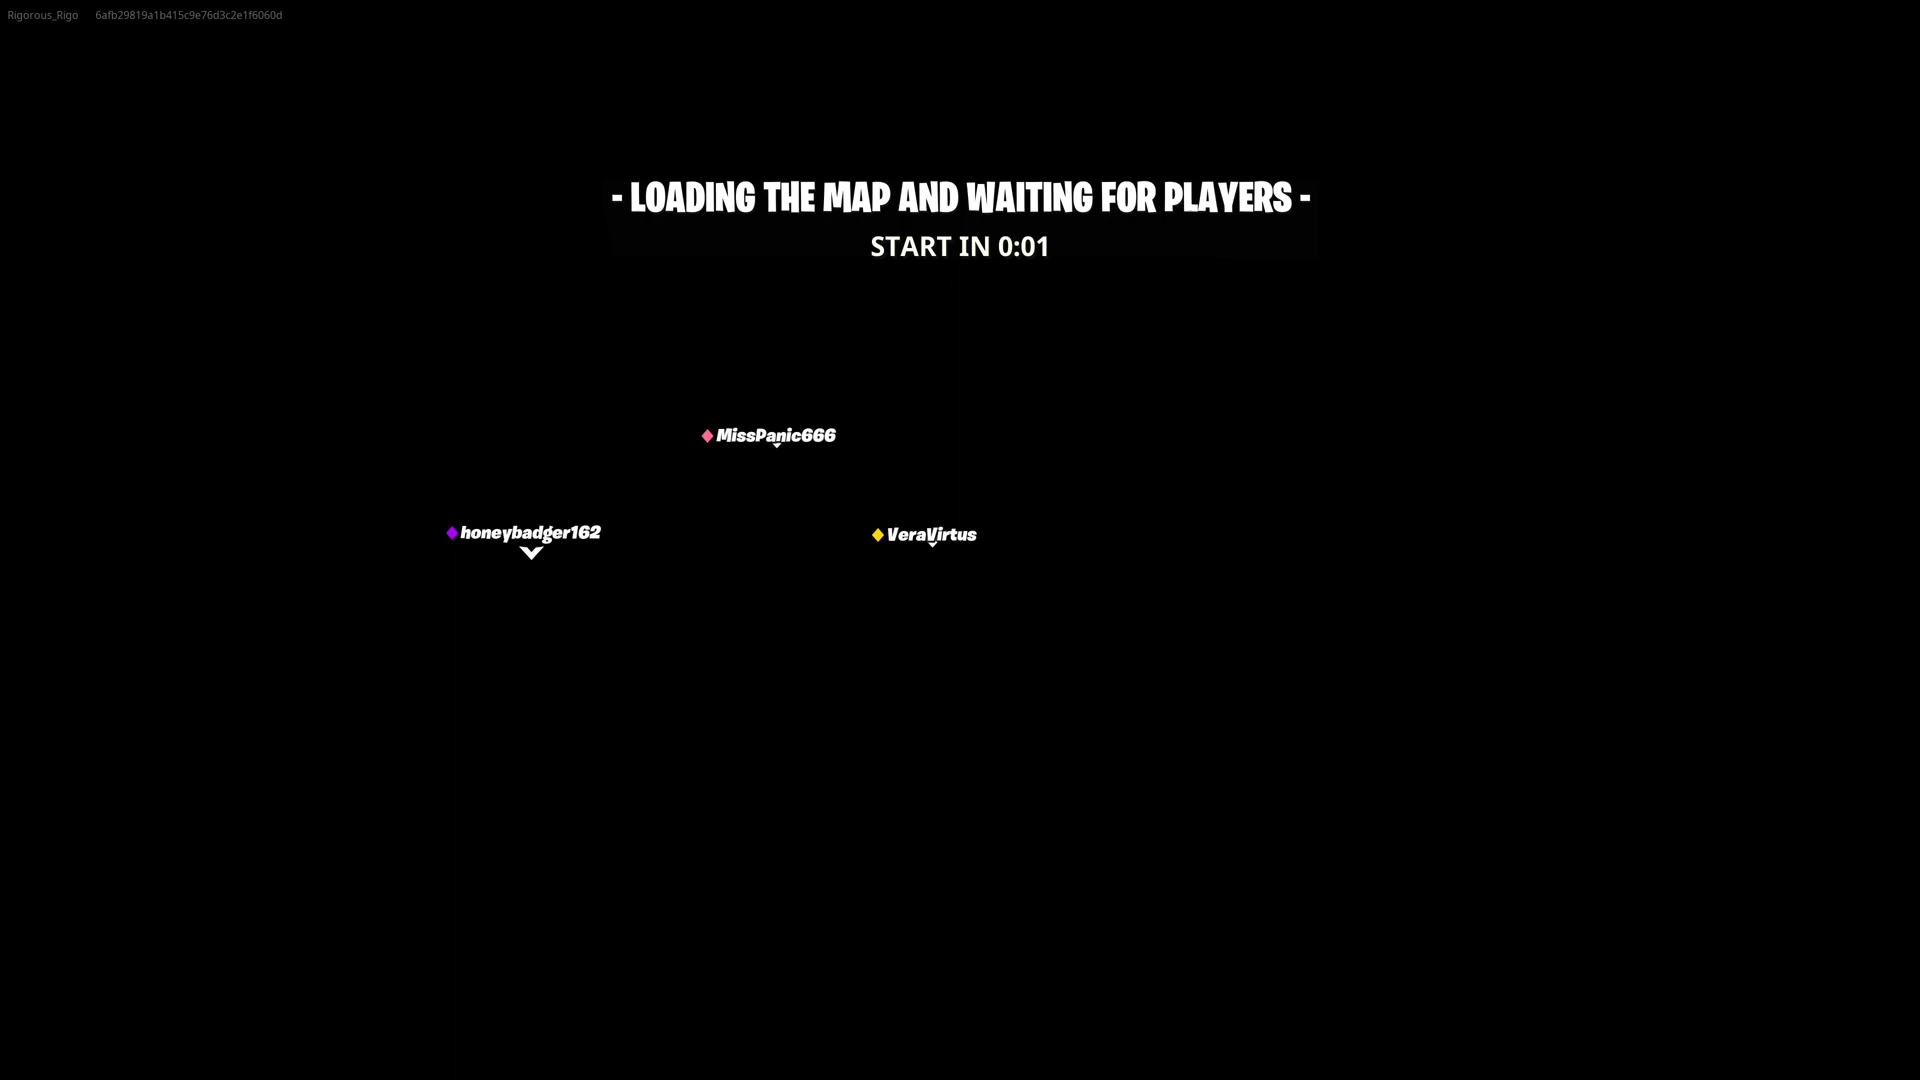 Rigorous_Rigo 6afb29819a1b415c9e76d3c2e1f6060d
- LOADING THE MAP AND WAITING FOR PLAYERS -
START IN 0:01
MissPanic666
honeybadger162
VeraVirtus